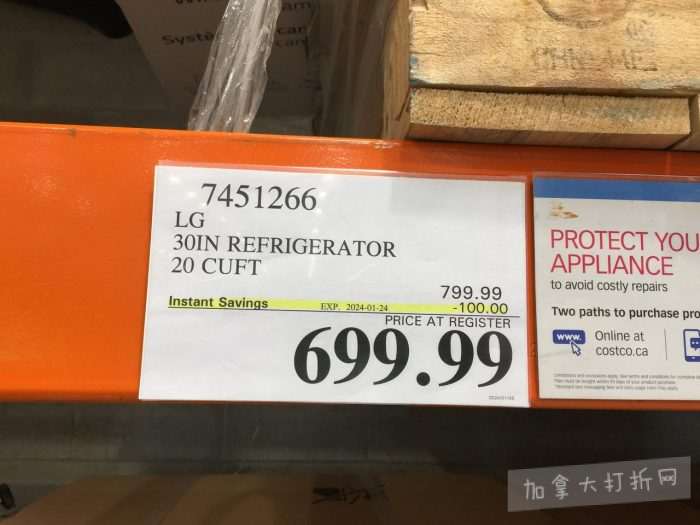 Syst
7451266
LG
30IN REFRIGERATOR
20 CUFT
799.99
Instant Savings EXP. 2024-01-24 -100.00
PRICE AT REGISTER
699.99
PROTECT YOU
APPLIANCE
to avoid costly repairs
Two paths to purchase pro
www.
Online at
costco.ca
加拿大打折网